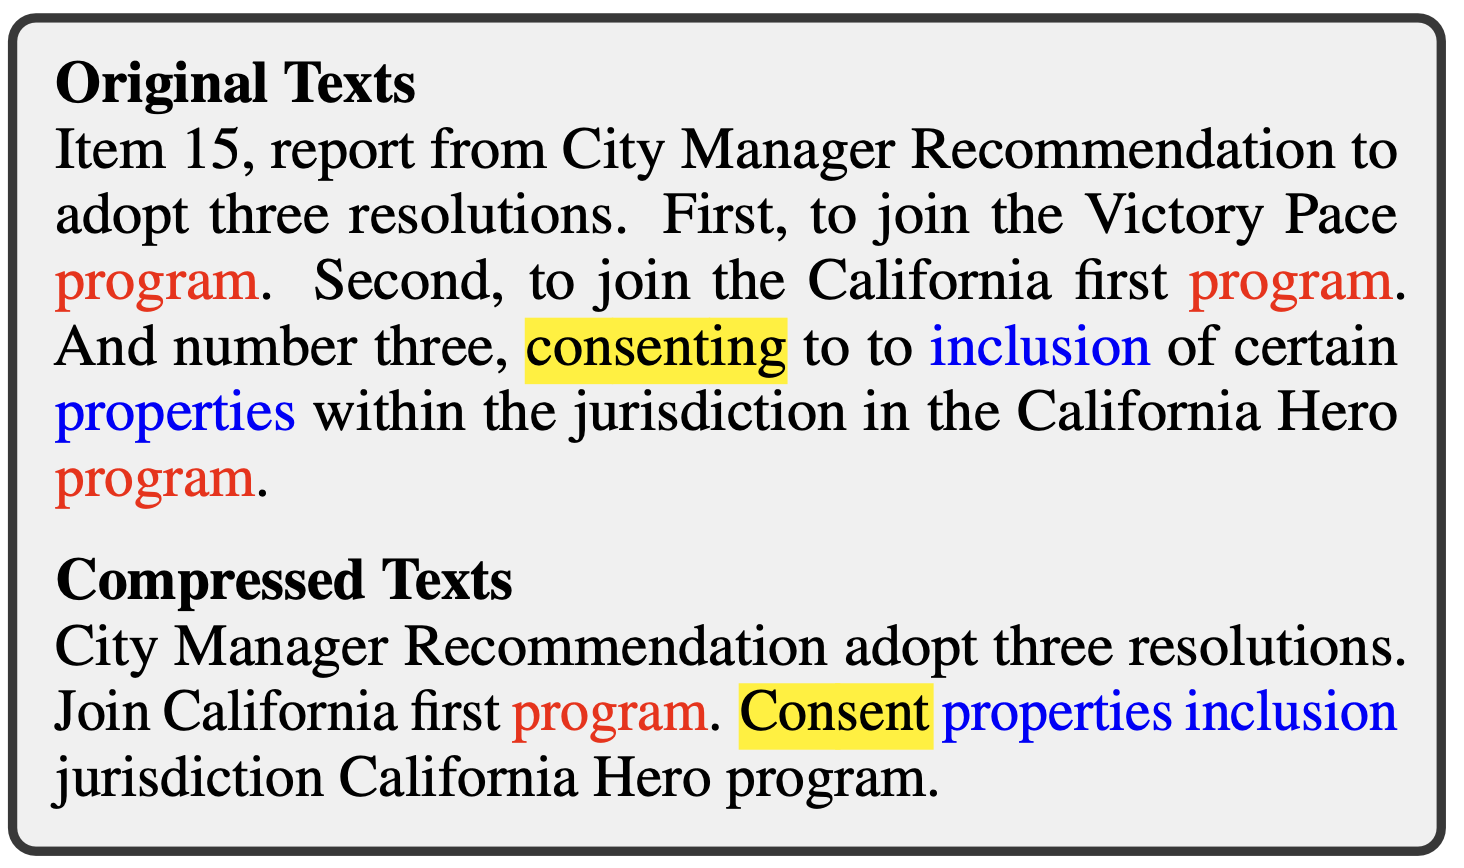 Original Texts
Item 15, report from City Manager Recommendation to
adopt three resolutions. First, to join the Victory Pace
program. Second, to join the California first program.
And number three, consenting to to inclusion of certain
properties within the jurisdiction in the California Hero
program.
Compressed Texts
City Manager Recommendation adopt three resolutions.
Join California first program. Consent properties inclusion
jurisdiction California Hero program.